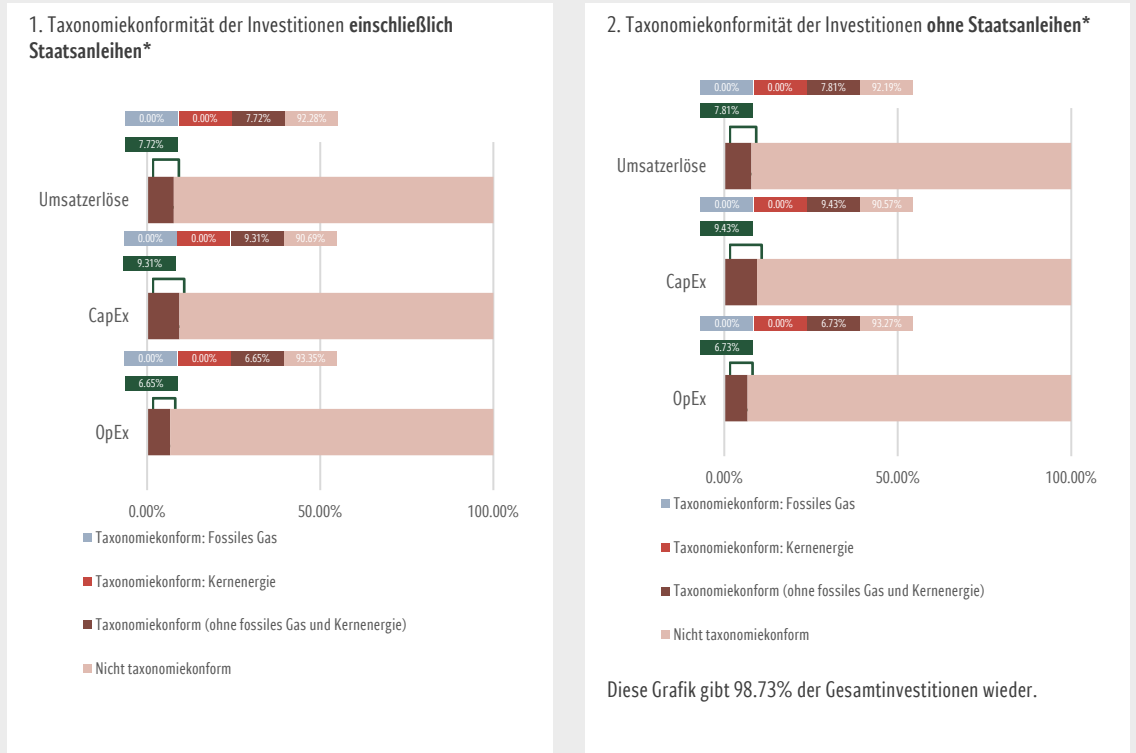 1. Taxonomiekonformität der Investitionen einschließlich
Staatsanleihen*
0.00% 0.00% 7.72% 92.28%
7.72%
Umsatzerlöse
0.00% 0.00% 9.31% 90.69%
9.31%
CapEx
0.00% 0.00% 6.65% 93.35%
6.65%
OpEx
0.00% 50.00% 100.00%
Taxonomiekonform: Fossiles Gas
Taxonomiekonform: Kernenergie
Taxonomiekonform (ohne fossiles Gas und Kernenergie)
Nicht taxonomiekonform
2. Taxonomiekonformität der Investitionen ohne Staatsanleihen*
0.00% 0.00% 7.81% 92.19%
7.81%
Umsatzerlöse
0.00% 0.00% 9.43% 90.57%
9.43%
CapEx
0.00% 0.00% 6.73% 93.27%
6.73%
OpEx
0.00% 50.00% 100.00%
Taxonomiekonform: Fossiles Gas
Taxonomiekonform: Kernenergie
Taxonomiekonform (ohne fossiles Gas und Kernenergie)
Nicht taxonomiekonform
Diese Grafik gibt 98.73% der Gesamtinvestitionen wieder.